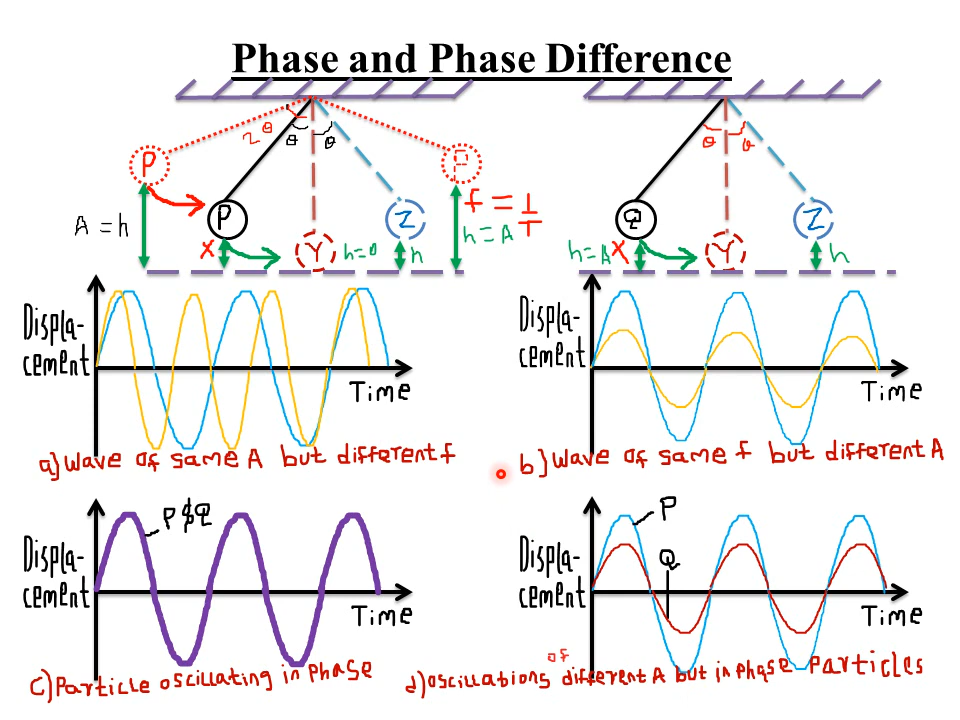 Phase and Phase Difference
2θ θ θ
θ θ
P P
f = 1/T
A = h
P Z
h = A
X Y h=0 h
Q Z
h=A X Y h
Displa-
cement
Time
a) Wave of same A but different f
Displa-
cement
Time
b) Wave of same f but different A
P & Q
Displa-
cement
Time
c) Particle oscillating in phase
P
Q
Displa-
cement
Time
d) oscillations of different A but in phase particles